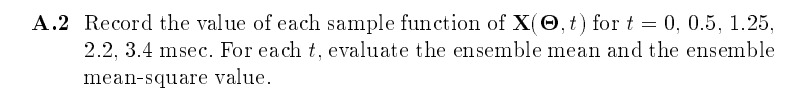 A.2 Record the value of each sample function of X(Θ, t) for t = 0, 0.5, 1.25,
2.2, 3.4 msec. For each t, evaluate the ensemble mean and the ensemble
mean-square value.